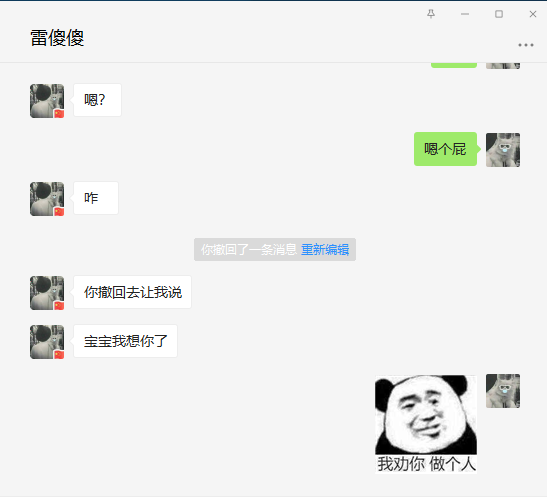 雷傻傻
嗯?
嗯个屁
咋
你撤回了一条消息 重新编辑
你撤回去让我说
宝宝我想你了
我劝你 做个人